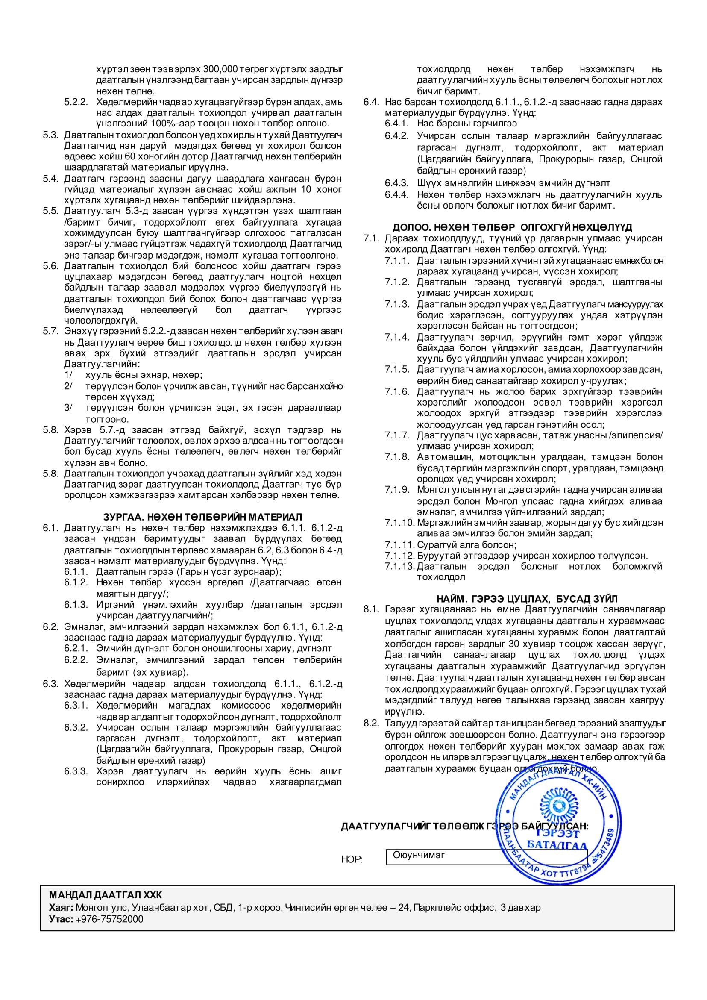 хүртэл зөөн тээвэрлэх 300,000 төгрөг хүртэлх зардлыг
даатгалын үнэлгээнд багтаан учирсан зардлын дүнгээр
нөхөн төлнө.
5.2.2. Хөдөлмөрийн чадвар хугацаагүйгээр бүрэн алдах, амь
нас алдах даатгалын тохиолдол учирвал даатгалын
үнэлгээний 100%-аар тооцон нөхөн төлбөр олгоно.
5.3. Даатгалын тохиолдол болсон үед хохирлын тухай Даатгуулагч
Даатгагчид нэн даруй мэдэгдэх бөгөөд уг хохирол болсон
өдрөөс хойш 60 хоногийн дотор Даатгагчид нөхөн төлбөрийн
шаардлагатай материалыг ирүүлнэ.
5.4. Даатгагч гэрээнд заасны дагуу шаардлага хангасан бүрэн
гүйцэд материалыг хүлээн авснаас хойш ажлын 10 хоног
хүртэлх хугацаанд нөхөн төлбөрийг шийдвэрлэнэ.
5.5. Даатгуулагч 5.3-д заасан үүргээ хүндэтгэн үзэх шалтгаан
/баримт бичиг, тодорхойлолт өгөх байгууллага хугацаа
хожимдуулсан буюу шалтгаангүйгээр олгохоос татгалзсан
зэрэг/-ы улмаас гүйцэтгэж чадахгүй тохиолдолд Даатгагчид
энэ талаар бичгээр мэдэгдэж, нэмэлт хугацаа тогтоолгоно.
5.6. Даатгалын тохиолдол бий болсноос хойш даатгагч гэрээ
цуцлахаар мэдэгдсэн бөгөөд даатгуулагч ноцтой нөхцөл
байдлын талаар заавал мэдээлэх үүргээ биелүүлээгүй нь
даатгалын тохиолдол бий болох болон даатгагчаас үүргээ
биелүүлэхэд нөлөөлөөгүй бол даатгагч үүргээс
чөлөөлөгдөхгүй.
5.7. Энэхүү гэрээний 5.2.2.-д заасан нөхөн төлбөрийг хүлээн авагч
нь Даатгуулагч өөрөө биш тохиолдолд нөхөн төлбөр хүлээн
авах эрх бүхий этгээдийг даатгалын эрсдэл учирсан
Даатгуулагчийн:
1/ хууль ёсны эхнэр, нөхөр;
2/ төрүүлсэн болон үрчилж авсан, түүнийг нас барсан хойно
төрсөн хүүхэд;
3/ төрүүлсэн болон үрчилсэн эцэг, эх гэсэн дарааллаар
тогтооно.
5.8. Хэрэв 5.7.-д заасан этгээд байхгүй, эсхүл тэдгээр нь
Даатгуулагчийг төлөөлөх, өвлөх эрхээ алдсан нь тогтоогдсон
бол бусад хууль ёсны төлөөлөгч, өвлөгч нөхөн төлбөрийг
хүлээн авч болно.
5.8. Даатгалын тохиолдол учрахад даатгалын зүйлийг хэд хэдэн
Даатгагчид зэрэг даатгуулсан тохиолдолд Даатгагч тус бүр
оролцсон хэмжээгээрээ хамтарсан хэлбэрээр нөхөн төлнө.
ЗУРГАА. НӨХӨН ТӨЛБӨРИЙН МАТЕРИАЛ
6.1. Даатгуулагч нь нөхөн төлбөр нэхэмжлэхдээ 6.1.1, 6.1.2-д
заасан үндсэн баримтуудыг заавал бүрдүүлэх бөгөөд
даатгалын тохиолдлын төрлөөс хамааран 6.2, 6.3 болон 6.4-д
заасан нэмэлт материалуудыг бүрдүүлнэ. Үүнд:
6.1.1. Даатгалын гэрээ (Гарын үсэг зурснаар);
6.1.2. Нөхөн төлбөр хүссэн өргөдөл /Даатгагчаас өгсөн
маягтын дагуу/;
6.1.3. Иргэний үнэмлэхийн хуулбар /даатгалын эрсдэл
учирсан даатгуулагчийн/;
6.2. Эмнэлэг, эмчилгээний зардал нэхэмжлэх бол 6.1.1, 6.1.2-д
зааснаас гадна дараах материалуудыг бүрдүүлнэ. Үүнд:
6.2.1. Эмчийн дүгнэлт болон оношилгооны хариу, дүгнэлт
6.2.2. Эмнэлэг, эмчилгээний зардал төлсөн төлбөрийн
баримт (эх хувиар).
6.3. Хөдөлмөрийн чадвар алдсан тохиолдолд 6.1.1., 6.1.2.-д
зааснаас гадна дараах материалуудыг бүрдүүлнэ. Үүнд:
6.3.1. Хөдөлмөрийн магадлах комиссоос хөдөлмөрийн
чадвар алдалтыг тодорхойлсон дүгнэлт, тодорхойлолт
6.3.2. Учирсан ослын талаар мэргэжлийн байгууллагаас
гаргасан дүгнэлт, тодорхойлолт, акт материал
(Цагдаагийн байгууллага, Прокурорын газар, Онцгой
байдлын ерөнхий газар)
6.3.3. Хэрэв даатгуулагч нь өөрийн хууль ёсны ашиг
сонирхлоо илэрхийлэх чадвар хязгаарлагдмал
тохиолдолд нөхөн төлбөр нэхэмжлэгч нь
даатгуулагчийн хууль ёсны төлөөлөгч болохыг нотлох
бичиг баримт.
6.4. Нас барсан тохиолдолд 6.1.1., 6.1.2.-д зааснаас гадна дараах
материалуудыг бүрдүүлнэ. Үүнд:
6.4.1. Нас барсны гэрчилгээ
6.4.2. Учирсан ослын талаар мэргэжлийн байгууллагаас
гаргасан дүгнэлт, тодорхойлолт, акт материал
(Цагдаагийн байгууллага, Прокурорын газар, Онцгой
байдлын ерөнхий газар)
6.4.3. Шүүх эмнэлгийн шинжээч эмчийн дүгнэлт
6.4.4. Нөхөн төлбөр нэхэмжлэгч нь даатгуулагчийн хууль
ёсны өвлөгч болохыг нотлох бичиг баримт.
ДОЛОО. НӨХӨН ТӨЛБӨР ОЛГОХГҮЙ НӨХЦӨЛҮҮД
7.1. Дараах тохиолдлууд, түүний үр дагаврын улмаас учирсан
хохиролд Даатгагч нөхөн төлбөр олгохгүй. Үүнд:
7.1.1. Даатгалын гэрээний хүчинтэй хугацаанаас өмнөх болон
дараах хугацаанд учирсан, үүссэн хохирол;
7.1.2. Даатгалын гэрээнд тусгаагүй эрсдэл, шалтгааны
улмаас учирсан хохирол;
7.1.3. Даатгалын эрсдэл учрах үед Даатгуулагч мансууруулах
бодис хэрэглэсэн, согтууруулах ундаа хэтрүүлэн
хэрэглэсэн байсан нь тогтоогдсон;
7.1.4. Даатгуулагч зөрчил, эрүүгийн гэмт хэрэг үйлдэж
байхдаа болон үйлдэхийг завдсан, Даатгуулагчийн
хууль бус үйлдлийн улмаас учирсан хохирол;
7.1.5. Даатгуулагч амиа хорлосон, амиа хорлохоор завдсан,
өөрийн биед санаатайгаар хохирол учруулах;
7.1.6. Даатгуулагч нь жолоо барих эрхгүйгээр тээврийн
хэрэгслийг жолоодсон эсвэл тээврийн хэрэгсэл
жолоодох эрхгүй этгээдээр тээврийн хэрэгслээ
жолоодуулсан үед гарсан гэнэтийн осол;
7.1.7. Даатгуулагч цус харвасан, татаж унасны /эпилепсия/
улмаас учирсан хохирол;
7.1.8. Автомашин, мотоциклын уралдаан, тэмцээн болон
бусад төрлийн мэргэжлийн спорт, уралдаан, тэмцээнд
оролцох үед учирсан хохирол;
7.1.9. Монгол улсын нутаг дэвсгэрийн гадна учирсан аливаа
эрсдэл болон Монгол улсаас гадна хийгдэх аливаа
эмнэлэг, эмчилгээ үйлчилгээний зардал;
7.1.10. Мэргэжлийн эмчийн заавар, жорын дагуу бус хийгдсэн
аливаа эмчилгээ болон эмийн зардал;
7.1.11. Сураггүй алга болсон;
7.1.12. Буруутай этгээдээр учирсан хохирлоо төлүүлсэн.
7.1.13. Даатгалын эрсдэл болсныг нотлох боломжгүй
тохиолдол
НАЙМ. ГЭРЭЭ ЦУЦЛАХ, БУСАД ЗҮЙЛ
8.1. Гэрээг хугацаанаас нь өмнө Даатгуулагчийн санаачлагаар
цуцлах тохиолдолд үлдэх хугацааны даатгалын хураамжаас
даатгалыг ашигласан хугацааны хураамж болон даатгалтай
холбогдон гарсан зардлыг 30 хувиар тооцож хассан зөрүүг,
Даатгагчийн санаачлагаар цуцлах тохиолдолд үлдэх
хугацааны даатгалын хураамжийг Даатгуулагчид эргүүлэн
төлнө. Даатгуулагч даатгалын хугацаанд нөхөн төлбөр авсан
тохиолдолд хураамжийг буцаан олгохгүй. Гэрээг цуцлах тухай
мэдэгдлийг талууд нөгөө талынхаа гэрээнд заасан хаягруу
ирүүлнэ.
8.2. Талууд гэрээтэй сайтар танилцсан бөгөөд гэрээний заалтуудыг
бүрэн ойлгож зөвшөөрсөн болно. Даатгуулагч энэ гэрээгээр
олгогдох нөхөн төлбөрийг хууран мэхлэх замаар авах гэж
оролдсон нь илэрвэл гэрээг цуцалж, нөхөн төлбөр олгохгүй ба
даатгалын хураамж буцаан олгогдохгүй болно.
МАНДАЛ ДААТГАЛ ХК-ИЙН
ГЭРЭЭТ
БАТАЛГАА
УЛААНБААТАР ХОТ ТТГ8794 5473489
ДААТГУУЛАГЧИЙГ ТӨЛӨӨЛЖ ГЭРЭЭ БАЙГУУЛСАН:
НЭР: Оюунчимэг
МАНДАЛ ДААТГАЛ ХХК
Хаяг: Монгол улс, Улаанбаатар хот, СБД, 1-р хороо, Чингисийн өргөн чөлөө – 24, Паркплейс оффис, 3 давхар
Утас: +976-75752000